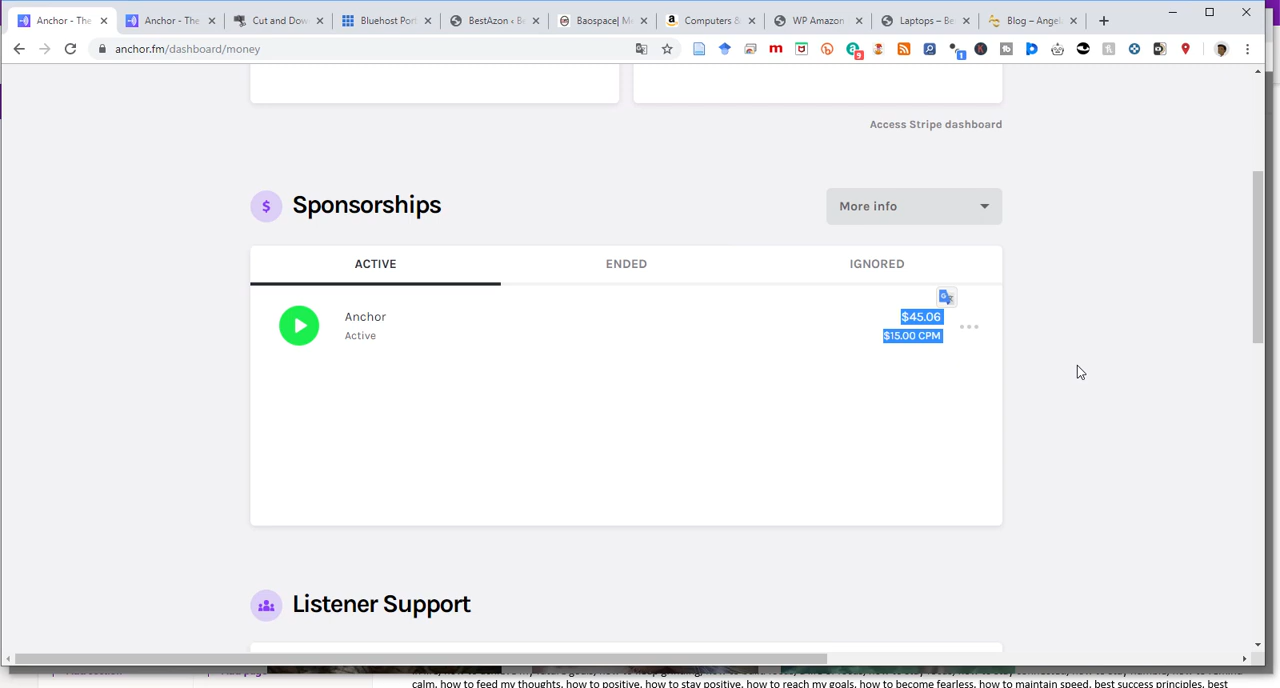 Anchor - The
Anchor - The
Cut and Dow
Bluehost Port
BestAzon ‹ Be
Baospace| Me
Computers &
WP Amazon
Laptops – Be
Blog – Angel
anchor.fm/dashboard/money
Access Stripe dashboard
Sponsorships
More info
ACTIVE
ENDED
IGNORED
Anchor
$45.06
Active
$15.00 CPM
Listener Support
calm, how to feed my thoughts, how to positive, how to stay positive, how to reach my goals, how to become fearless, how to maintain speed, best success principles, best